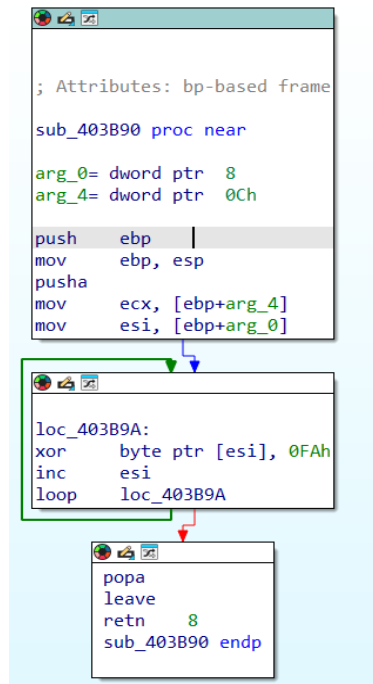 ; Attributes: bp-based frame
sub_403B90 proc near
arg_0= dword ptr  8
arg_4= dword ptr  0Ch
push    ebp
mov     ebp, esp
pusha
mov     ecx, [ebp+arg_4]
mov     esi, [ebp+arg_0]
loc_403B9A:
xor     byte ptr [esi], 0FAh
inc     esi
loop    loc_403B9A
popa
leave
retn    8
sub_403B90 endp